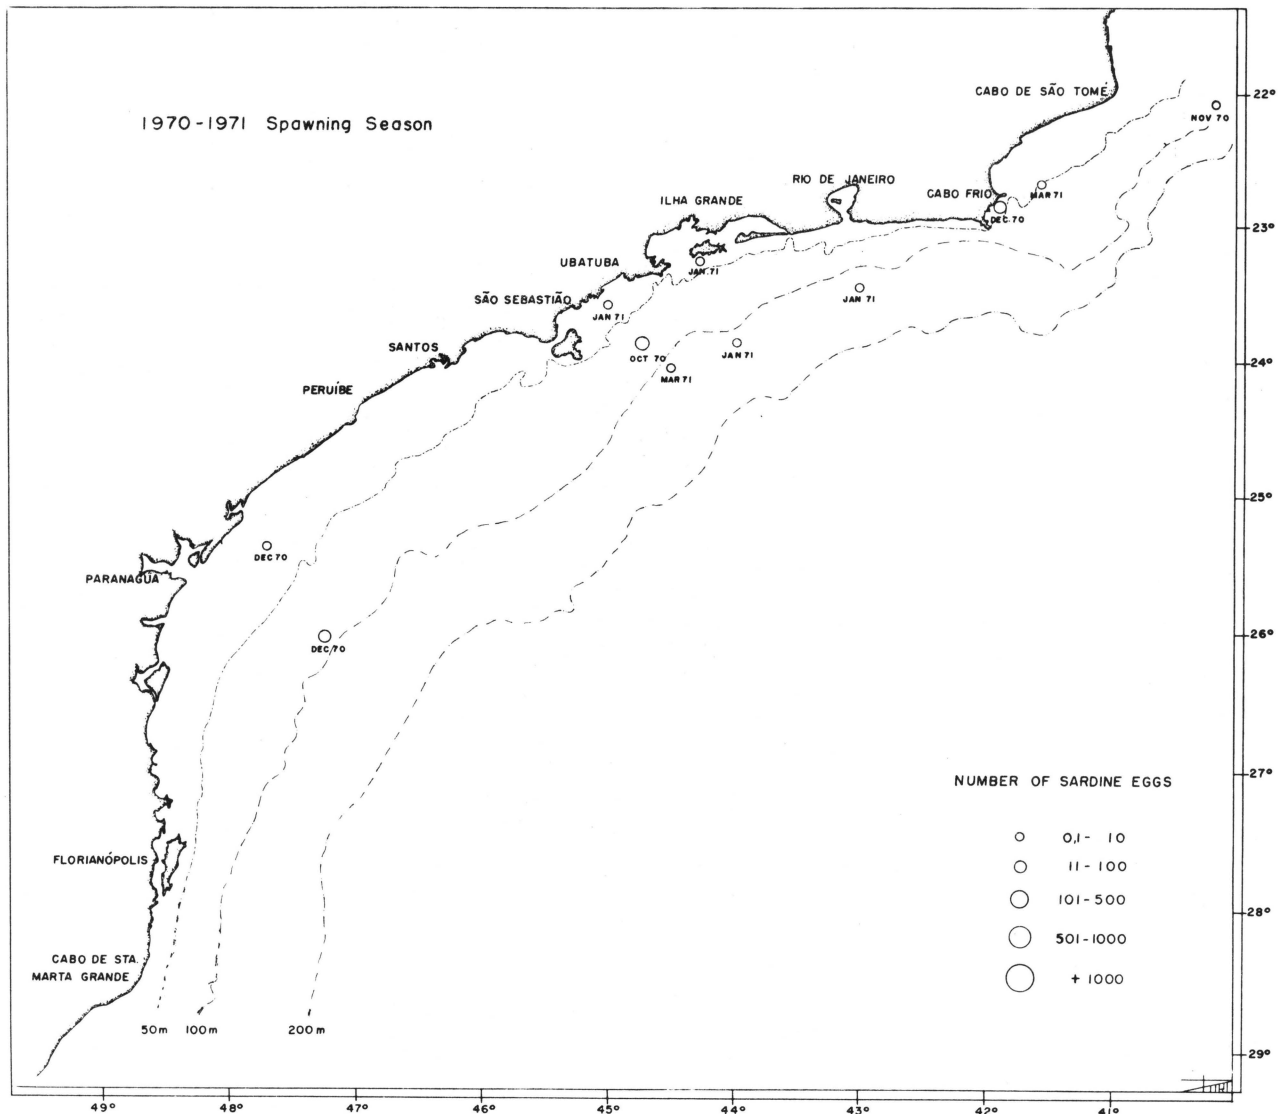 1970-1971 Spawning Season
CABO DE SÃO TOMÉ
22°
NOV 70
RIO DE JANEIRO
CABO FRIO
MAR 71
ILHA GRANDE
DEC. 70
23°
UBATUBA
JAN. 71
SÃO SEBASTIÃO
JAN 71
JAN 71
SANTOS
OCT 70
JAN 71
24°
MAR 71
PERUÍBE
25°
DEC 70
PARANAGUA
26°
DEC 70
27°
NUMBER OF SARDINE EGGS
0,1 - 10
11 - 100
FLORIANÓPOLIS
101 - 500
28°
501-1000
CABO DE STA.
MARTA GRANDE
+ 1000
50m
100m
200m
29°
49°
48°
47°
46°
45°
44°
43°
42°
41°